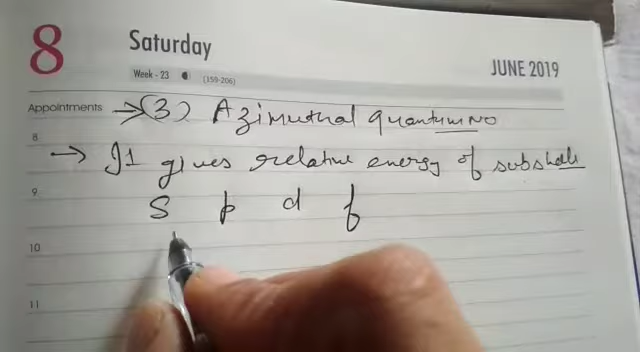 8 Saturday
Week - 23 (159-206) JUNE 2019
Appointments → (3) Azimuthal quantum NO
8
→ It gives relative energy of subshells
9
s p d f
10
11